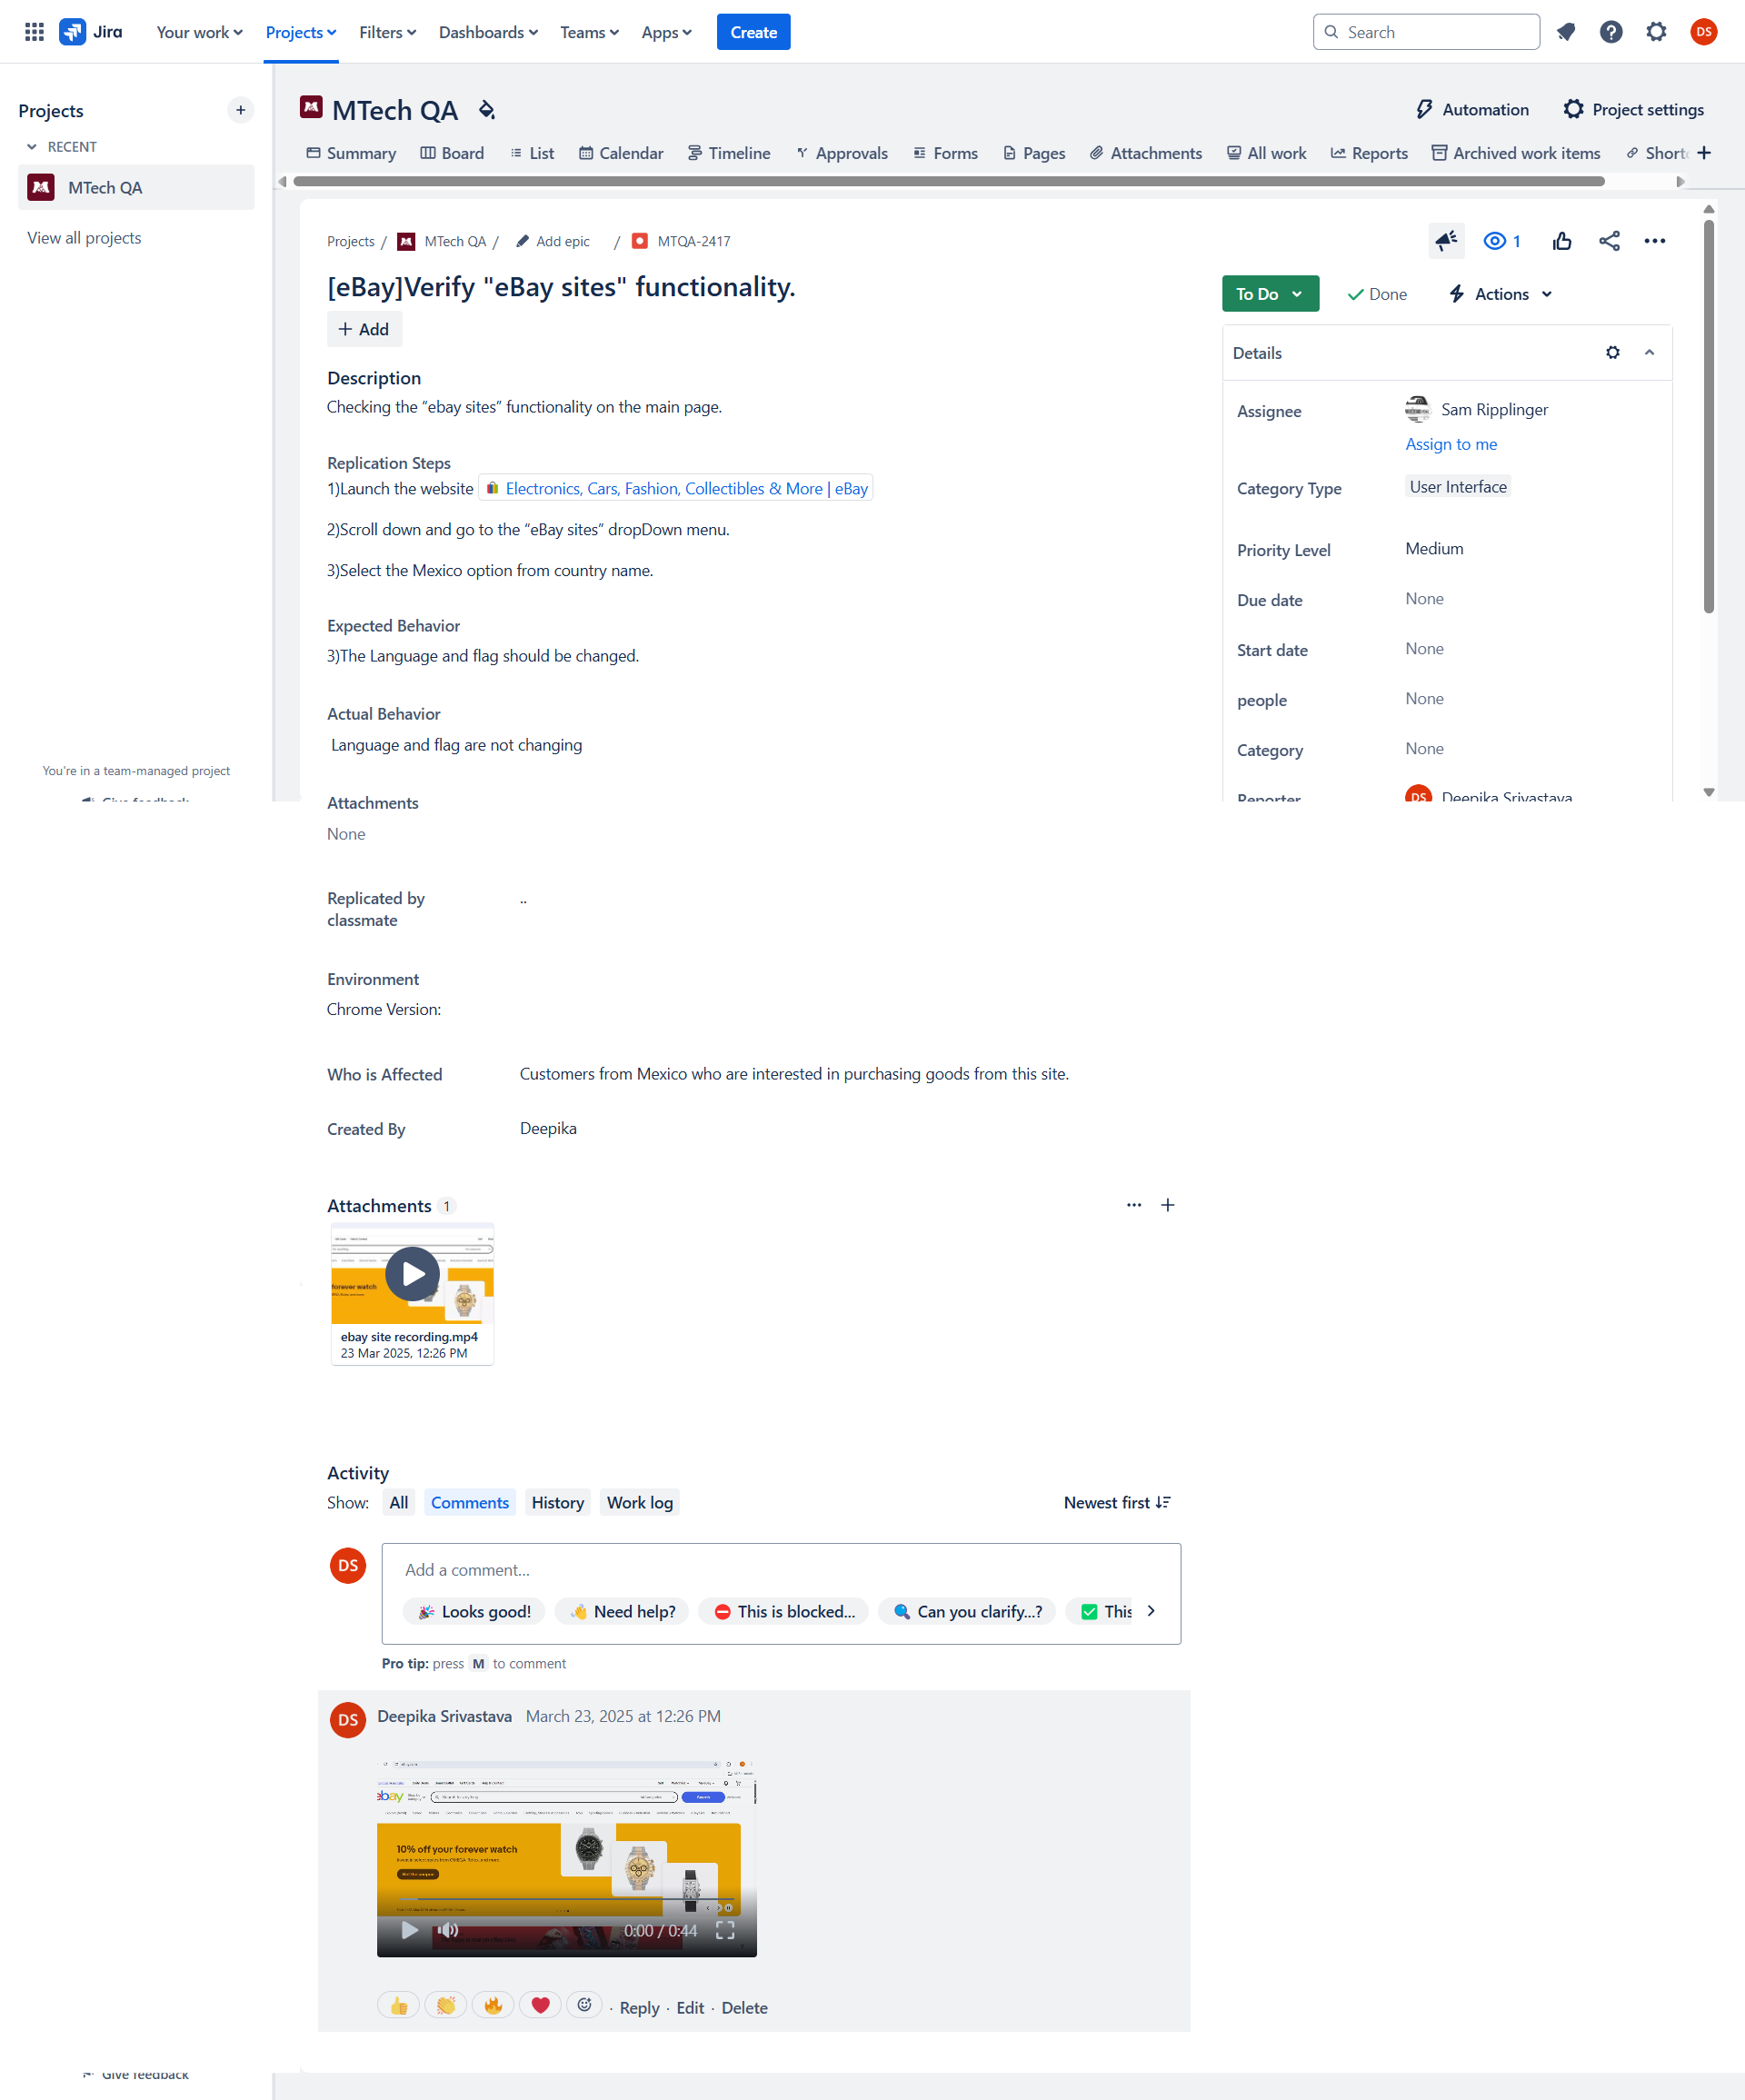 Jira
Your work
Projects
Filters
Dashboards
Teams
Apps
Create
Search
DS
Projects
RECENT
MTech QA
View all projects
You're in a team-managed project
Give feedback
MTech QA
Automation
Project settings
Summary
Board
List
Calendar
Timeline
Approvals
Forms
Pages
Attachments
All work
Reports
Archived work items
Projects / MTech QA / Add epic / MTQA-2417
1
[eBay]Verify "eBay sites" functionality.
Add
Description
Checking the “ebay sites” functionality on the main page.
Replication Steps
1)Launch the website Electronics, Cars, Fashion, Collectibles & More | eBay
2)Scroll down and go to the “eBay sites” dropDown menu.
3)Select the Mexico option from country name.
Expected Behavior
3)The Language and flag should be changed.
Actual Behavior
Language and flag are not changing
Attachments
None
Replicated by
classmate
..
Environment
Chrome Version:
Who is Affected
Customers from Mexico who are interested in purchasing goods from this site.
Created By
Deepika
To Do
Done
Actions
Details
Assignee
Sam Ripplinger
Assign to me
Category Type
User Interface
Priority Level
Medium
Due date
None
Start date
None
people
None
Category
None
Reporter
DS
Deepika Srivastava
Attachments 1
forever watch
ebay site recording.mp4
23 Mar 2025, 12:26 PM
Activity
Show:
All
Comments
History
Work log
Newest first
DS
Add a comment...
Looks good!
Need help?
This is blocked...
Can you clarify...?
This
Pro tip: press M to comment
DS
Deepika Srivastava
March 23, 2025 at 12:26 PM
ebay
10% off your forever watch
0:00 / 0:44
· Reply · Edit · Delete
Give feedback